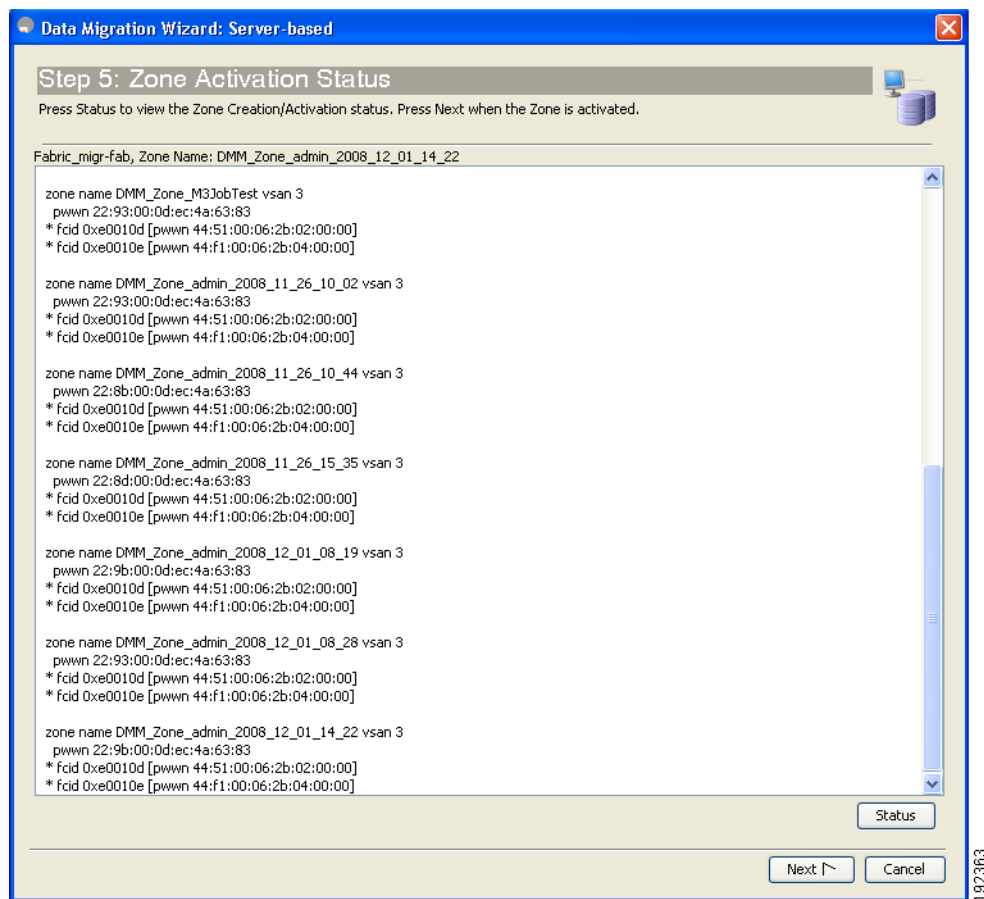 Data Migration Wizard: Server-based
Step 5: Zone Activation Status
Press Status to view the Zone Creation/Activation status. Press Next when the Zone is activated.
Fabric_migr-fab, Zone Name: DMM_Zone_admin_2008_12_01_14_22
zone name DMM_Zone_M3JobTest vsan 3
pwwn 22:93:00:0d:ec:4a:63:83
* fcid 0xe0010d [pwwn 44:51:00:06:2b:02:00:00]
* fcid 0xe0010e [pwwn 44:f1:00:06:2b:04:00:00]
zone name DMM_Zone_admin_2008_11_26_10_02 vsan 3
pwwn 22:93:00:0d:ec:4a:63:83
* fcid 0xe0010d [pwwn 44:51:00:06:2b:02:00:00]
* fcid 0xe0010e [pwwn 44:f1:00:06:2b:04:00:00]
zone name DMM_Zone_admin_2008_11_26_10_44 vsan 3
pwwn 22:8b:00:0d:ec:4a:63:83
* fcid 0xe0010d [pwwn 44:51:00:06:2b:02:00:00]
* fcid 0xe0010e [pwwn 44:f1:00:06:2b:04:00:00]
zone name DMM_Zone_admin_2008_11_26_15_35 vsan 3
pwwn 22:8d:00:0d:ec:4a:63:83
* fcid 0xe0010d [pwwn 44:51:00:06:2b:02:00:00]
* fcid 0xe0010e [pwwn 44:f1:00:06:2b:04:00:00]
zone name DMM_Zone_admin_2008_12_01_08_19 vsan 3
pwwn 22:9b:00:0d:ec:4a:63:83
* fcid 0xe0010d [pwwn 44:51:00:06:2b:02:00:00]
* fcid 0xe0010e [pwwn 44:f1:00:06:2b:04:00:00]
zone name DMM_Zone_admin_2008_12_01_08_28 vsan 3
pwwn 22:93:00:0d:ec:4a:63:83
* fcid 0xe0010d [pwwn 44:51:00:06:2b:02:00:00]
* fcid 0xe0010e [pwwn 44:f1:00:06:2b:04:00:00]
zone name DMM_Zone_admin_2008_12_01_14_22 vsan 3
pwwn 22:9b:00:0d:ec:4a:63:83
* fcid 0xe0010d [pwwn 44:51:00:06:2b:02:00:00]
* fcid 0xe0010e [pwwn 44:f1:00:06:2b:04:00:00]
Status
Next
Cancel
192363